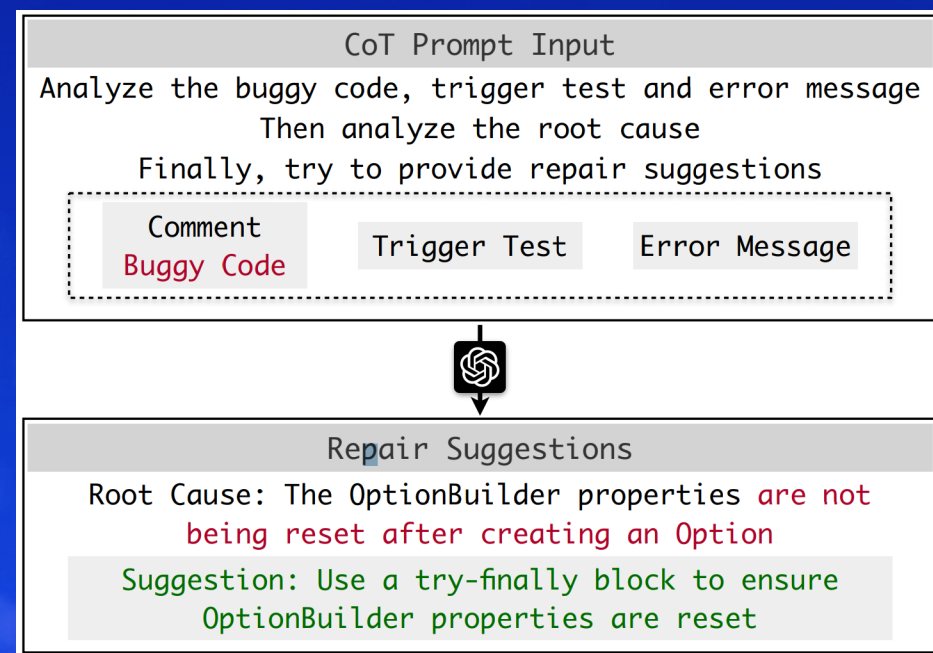 CoT Prompt Input
Analyze the buggy code, trigger test and error message
Then analyze the root cause
Finally, try to provide repair suggestions
Comment
Buggy Code
Trigger Test
Error Message
Repair Suggestions
Root Cause: The OptionBuilder properties are not
being reset after creating an Option
Suggestion: Use a try-finally block to ensure
OptionBuilder properties are reset